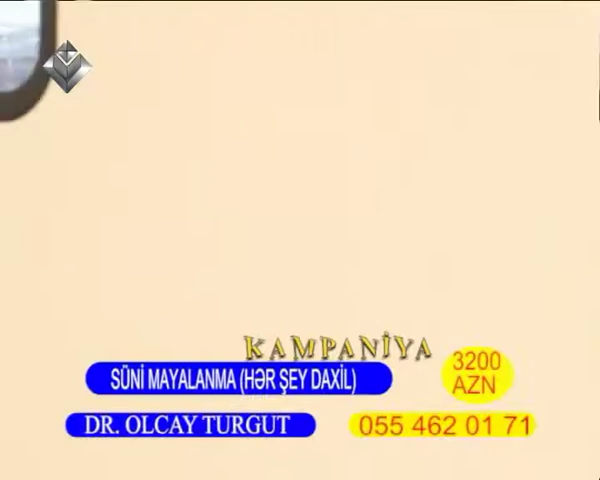 KAMPANİYA
SÜNİ MAYALANMA (HƏR ŞEY DAXİL)
3200
AZN
DR. OLCAY TURGUT
055 462 01 71